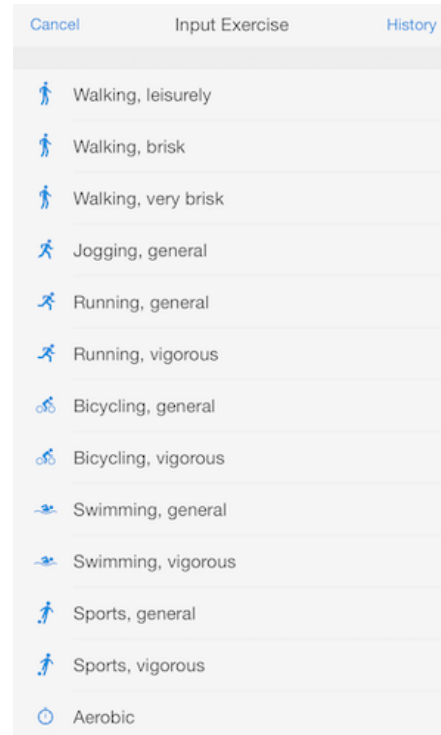 Cancel Input Exercise History
Walking, leisurely
Walking, brisk
Walking, very brisk
Jogging, general
Running, general
Running, vigorous
Bicycling, general
Bicycling, vigorous
Swimming, general
Swimming, vigorous
Sports, general
Sports, vigorous
Aerobic